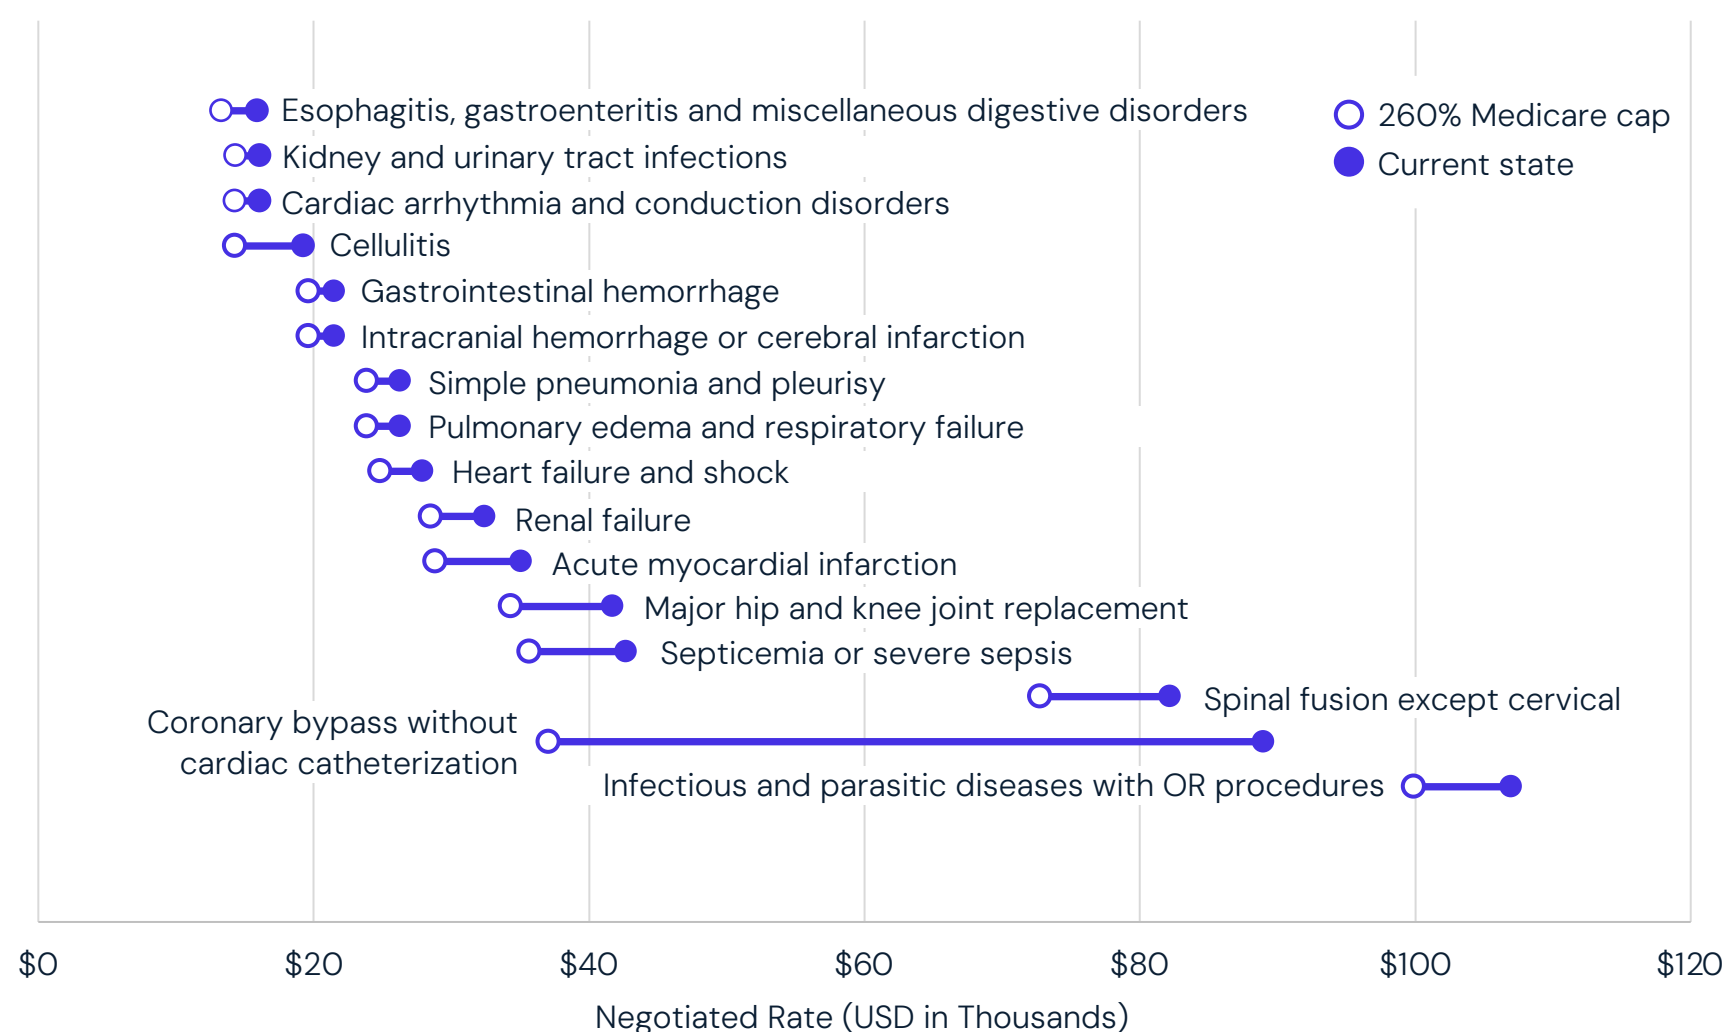 Esophagitis, gastroenteritis and miscellaneous digestive disorders
260% Medicare cap
Current state
Kidney and urinary tract infections
Cardiac arrhythmia and conduction disorders
Cellulitis
Gastrointestinal hemorrhage
Intracranial hemorrhage or cerebral infarction
Simple pneumonia and pleurisy
Pulmonary edema and respiratory failure
Heart failure and shock
Renal failure
Acute myocardial infarction
Major hip and knee joint replacement
Septicemia or severe sepsis
Spinal fusion except cervical
Coronary bypass without
cardiac catheterization
Infectious and parasitic diseases with OR procedures
$0 $20 $40 $60 $80 $100 $120
Negotiated Rate (USD in Thousands)